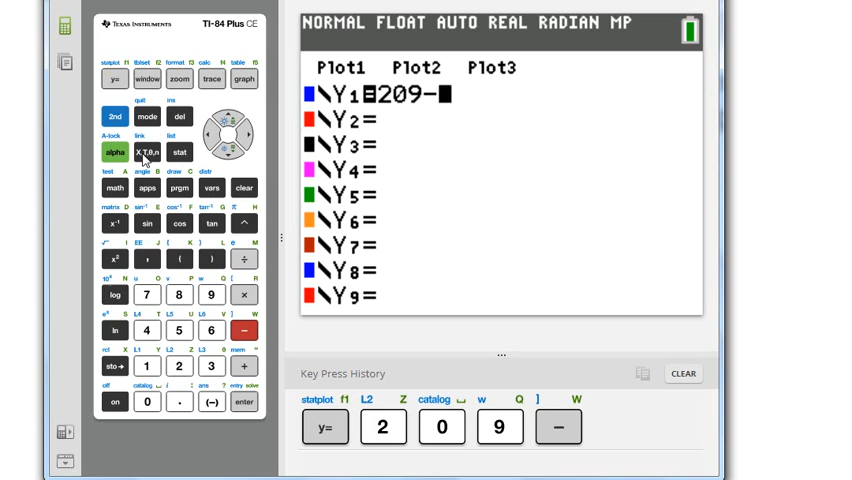 TEXAS INSTRUMENTS TI-84 Plus CE
statplot f1 tblset f2 format f3 calc f4 table f5
y= window zoom trace graph
quit ins
2nd mode del
A-lock link list
alpha X,T,θ,n stat
test A angle B draw C distr
math apps prgm vars clear
matrix D sin⁻¹ E cos⁻¹ F tan⁻¹ G π H
x⁻¹ sin cos tan ^
√ I EE J { K } L e M
x² , ( ) ÷
10ˣ N u O v P w Q [ R
log 7 8 9 ×
eˣ S L4 T L5 U L6 V ] W
ln 4 5 6 −
rcl X L1 Y L2 Z L3 θ mem "
sto→ 1 2 3 +
off catalog ␣ i : ans ? entry solve
on 0 . (−) enter
NORMAL FLOAT AUTO REAL RADIAN MP
Plot1 Plot2 Plot3
\Y1=209-
\Y2=
\Y3=
\Y4=
\Y5=
\Y6=
\Y7=
\Y8=
\Y9=
Key Press History CLEAR
statplot f1 L2 Z catalog ␣ w Q ] W
y= 2 0 9 −